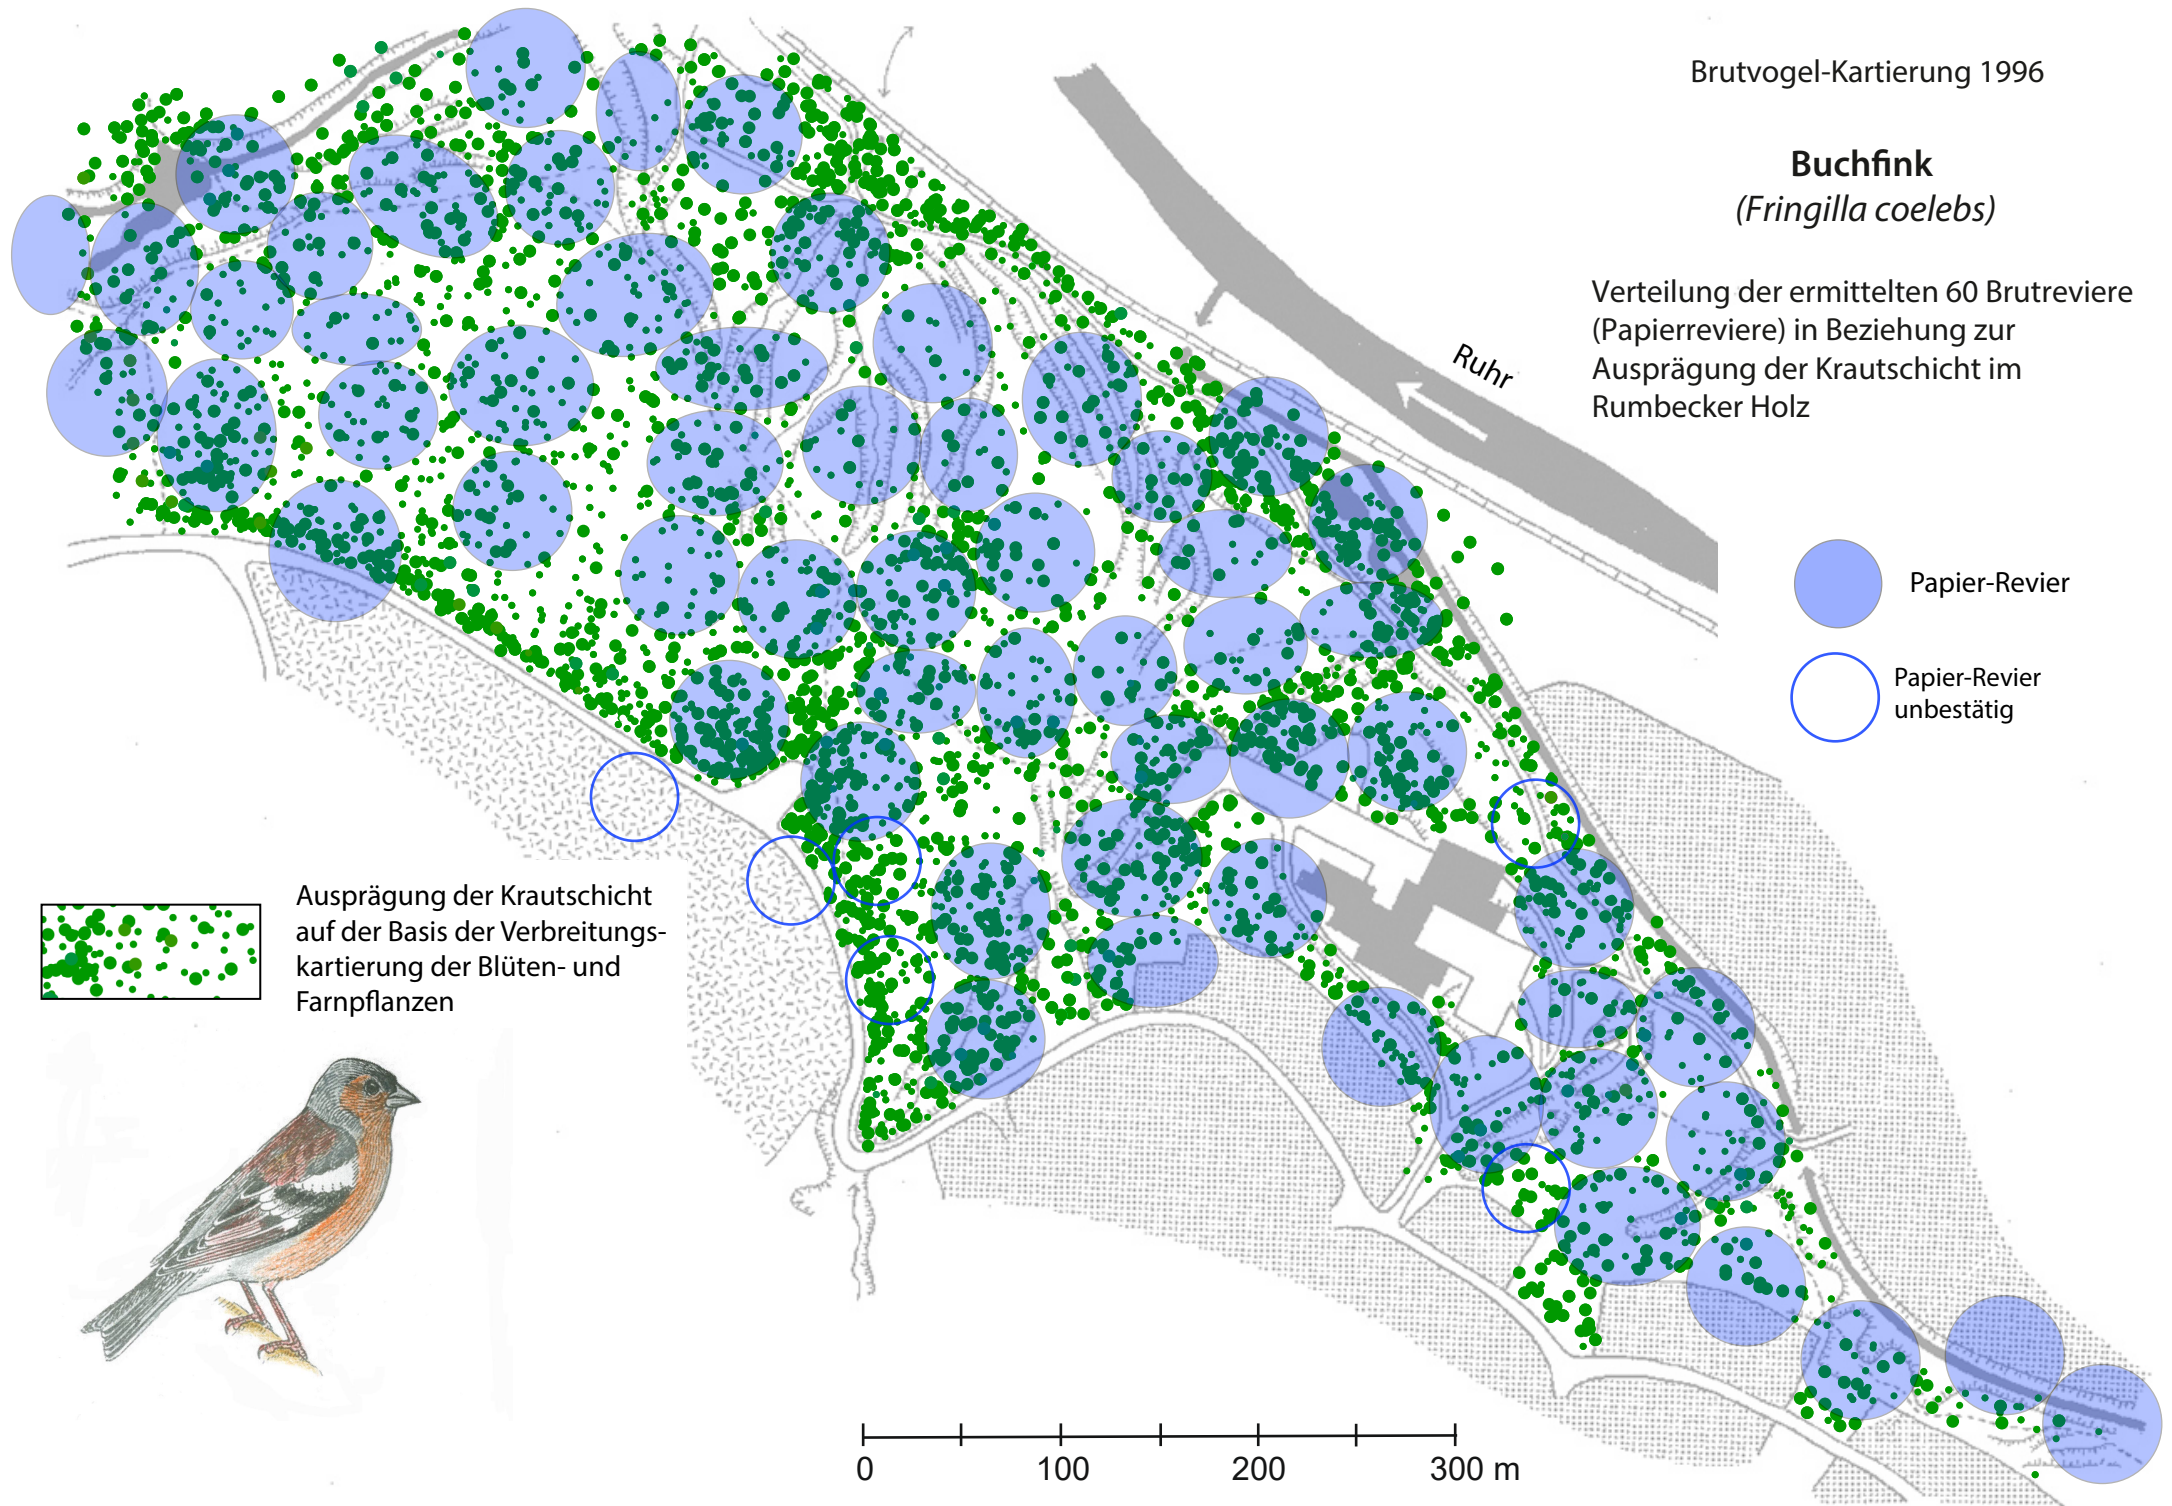 Brutvogel-Kartierung 1996
Buchfink
(Fringilla coelebs)
Verteilung der ermittelten 60 Brutreviere
(Papierreviere) in Beziehung zur
Ausprägung der Krautschicht im
Rumbecker Holz
Ruhr
Papier-Revier
Papier-Revier
unbestätig
Ausprägung der Krautschicht
auf der Basis der Verbreitungs-
kartierung der Blüten- und
Farnpflanzen
0 100 200 300 m